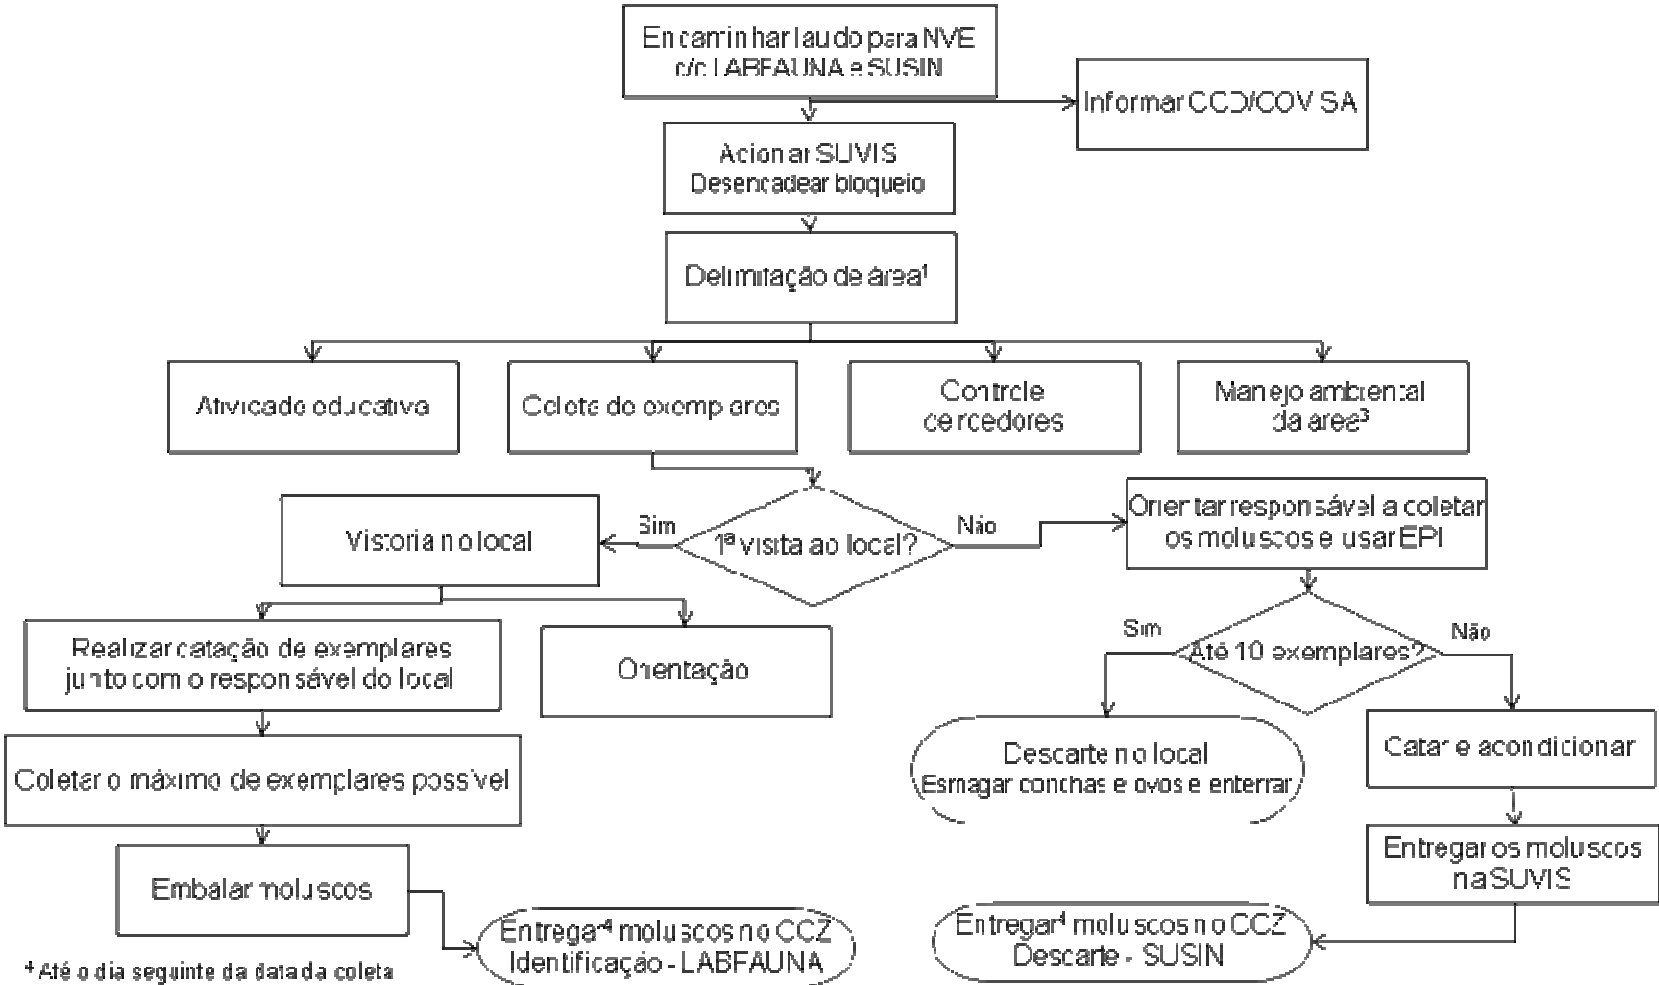 Encaminhar laudo para NVE
c/c LABFAUNA e SUSIN
Informar CCD/COVISA
Acionar SUVIS
Desencadear bloqueio
Delimitação de área¹
Atividade educativa
Coleta de exemplares
Controle
de roedores
Manejo ambiental
da area³
Vistoria no local
Sim
1ª visita ao local?
Não
Orientar responsável a coletar
os moluscos e usar EPI
Realizar catação de exemplares
junto com o responsável do local
Orientação
Sim
Até 10 exemplares?
Não
Coletar o máximo de exemplares possível
Descarte no local
Esmagar conchas e ovos e enterrar
Catar e acondicionar
Embalar moluscos
Entregar os moluscos
na SUVIS
Entregar⁴ moluscos no CCZ
Identificação - LABFAUNA
Entregar⁴ moluscos no CCZ
Descarte - SUSIN
⁴ Até o dia seguinte da data da coleta